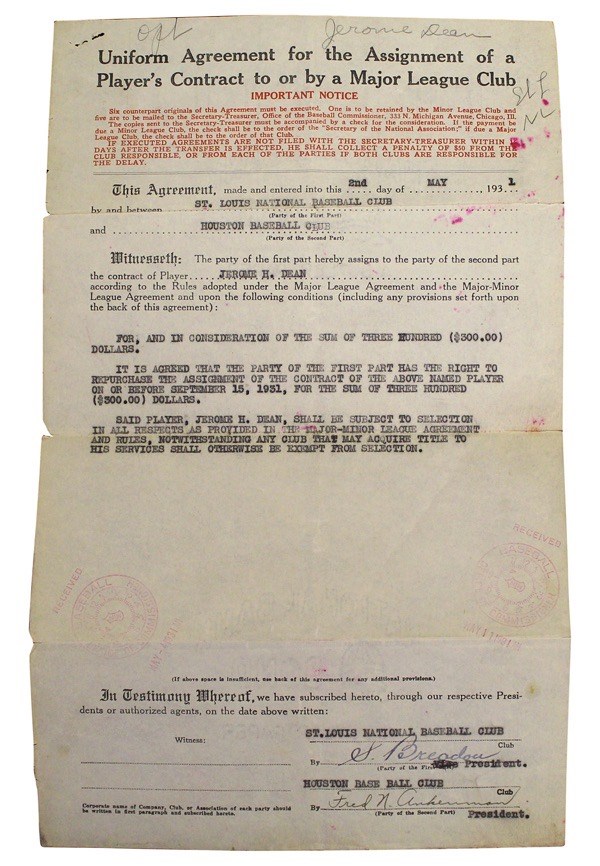 Opt
Jerome Dean
Uniform Agreement for the Assignment of a
Player's Contract to or by a Major League Club
StL
NL
IMPORTANT NOTICE
Six counterpart originals of this Agreement must be executed. One is to be retained by the Minor League Club and
five are to be mailed to the Secretary-Treasurer, Office of the Baseball Commissioner, 333 N. Michigan Avenue, Chicago, Ill.
The copies sent to the Secretary-Treasurer must be accompanied by a check for the consideration. If the payment be
due a Minor League Club, the check shall be to the order of the "Secretary of the National Association;" if due a Major
League Club, the check shall be to the order of that Club.
IF EXECUTED AGREEMENTS ARE NOT FILED WITH THE SECRETARY-TREASURER WITHIN
DAYS AFTER THE TRANSFER IS EFFECTED, HE SHALL COLLECT A PENALTY OF $50 FROM THE
CLUB RESPONSIBLE, OR FROM EACH OF THE PARTIES IF BOTH CLUBS ARE RESPONSIBLE FOR
THE DELAY.
This Agreement, made and entered into this 2nd day of MAY 1931
by and between ST. LOUIS NATIONAL BASEBALL CLUB
(Party of the First Part)
and HOUSTON BASEBALL CLUB
(Party of the Second Part)
Witnesseth: The party of the first part hereby assigns to the party of the second part
the contract of Player JEROME H. DEAN
according to the Rules adopted under the Major League Agreement and the Major-Minor
League Agreement and upon the following conditions (including any provisions set forth upon
the back of this agreement):
FOR, AND IN CONSIDERATION OF THE SUM OF THREE HUNDRED ($300.00)
DOLLARS.
IT IS AGREED THAT THE PARTY OF THE FIRST PART HAS THE RIGHT TO
REPURCHASE THE ASSIGNMENT OF THE CONTRACT OF THE ABOVE NAMED PLAYER
ON OR BEFORE SEPTEMBER 15, 1931, FOR THE SUM OF THREE HUNDRED
($300.00) DOLLARS.
SAID PLAYER, JEROME H. DEAN, SHALL BE SUBJECT TO SELECTION
IN ALL RESPECTS AS PROVIDED IN THE MAJOR-MINOR LEAGUE AGREEMENT
AND RULES, NOTWITHSTANDING ANY CLUB THAT MAY ACQUIRE TITLE TO
HIS SERVICES SHALL OTHERWISE BE EXEMPT FROM SELECTION.
RECEIVED
BASEBALL
RECEIVED
BASEBALL
(If above space is insufficient, use back of this agreement for any additional provisions.)
In Testimony Whereof, we have subscribed hereto, through our respective Presi-
dents or authorized agents, on the date above written:
ST.LOUIS NATIONAL BASEBALL CLUB
Witness: Club
By S. Breadon
(Party of the First Vice President.
HOUSTON BASE BALL CLUB
Club
Corporate name of Company, Club, or Association of each party should
be written in first paragraph and subscribed hereto.
By Fred N. Ankenman
(Party of the Second Part) President.